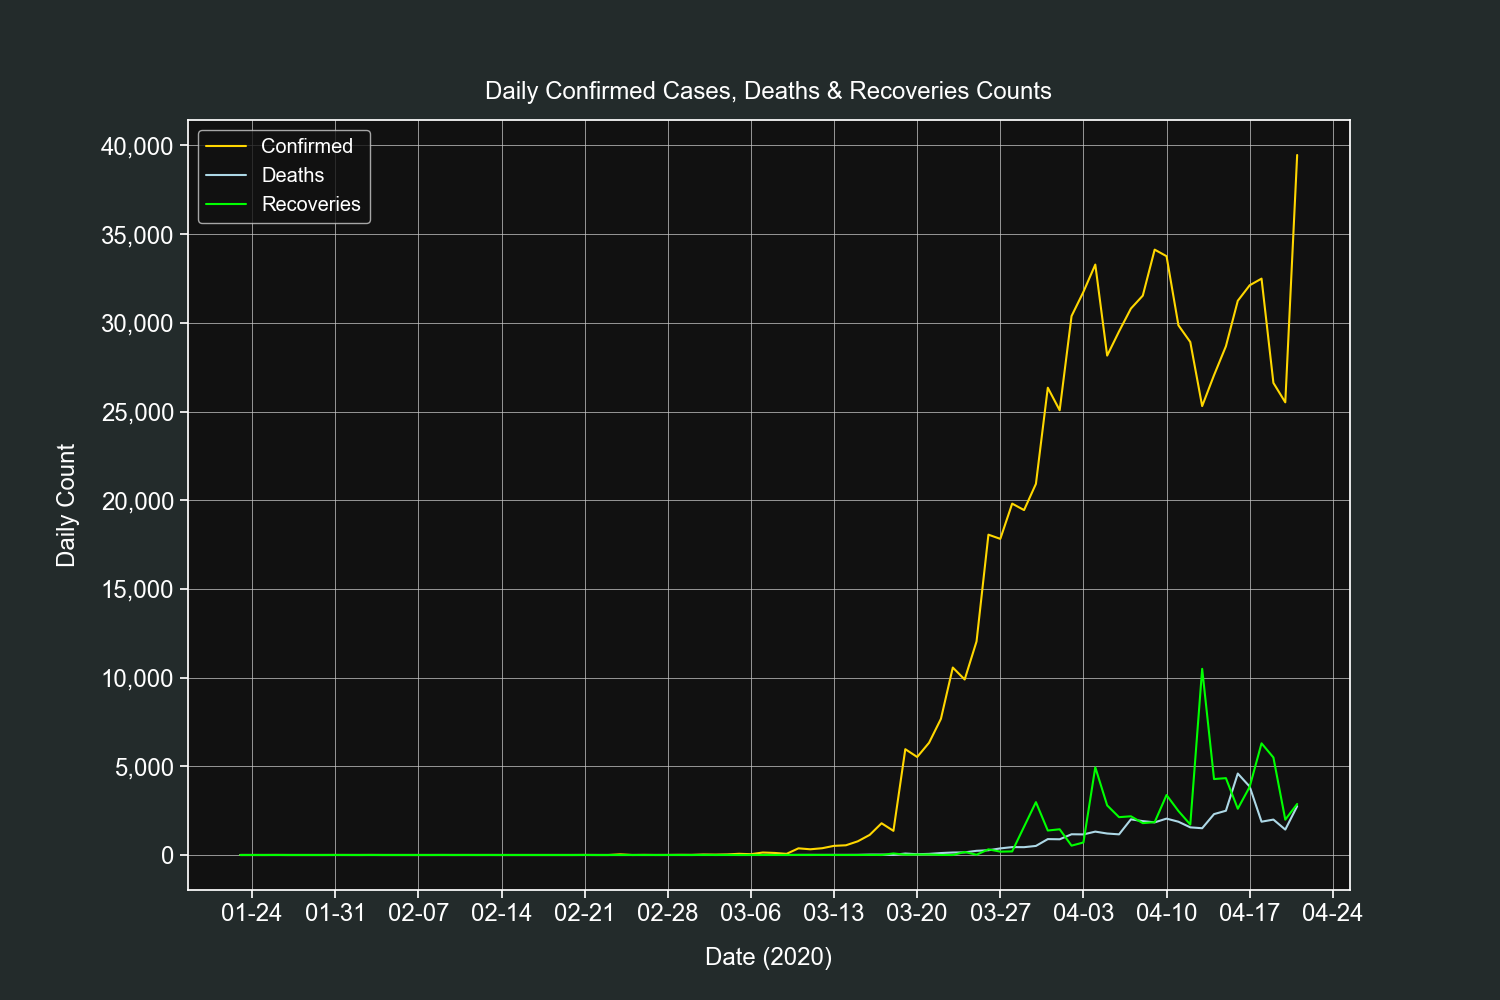 Daily Confirmed Cases, Deaths & Recoveries Counts
Confirmed
Deaths
Recoveries
40,000
35,000
30,000
25,000
20,000
15,000
10,000
5,000
0
Daily Count
01-24 01-31 02-07 02-14 02-21 02-28 03-06 03-13 03-20 03-27 04-03 04-10 04-17 04-24
Date (2020)